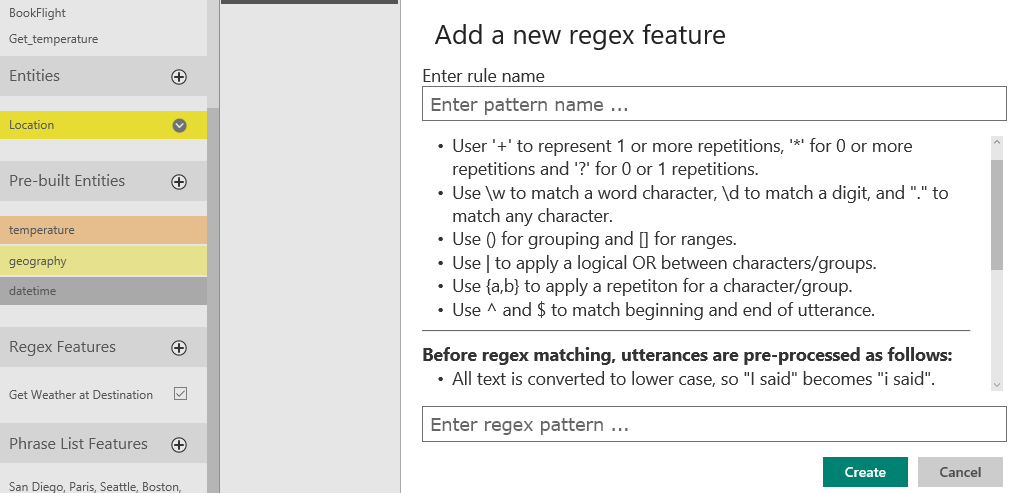 BookFlight
Get_temperature
Entities
Location
Pre-built Entities
temperature
geography
datetime
Regex Features
Get Weather at Destination
Phrase List Features
San Diego, Paris, Seattle, Boston,
Add a new regex feature
Enter rule name
Enter pattern name ...
• User '+' to represent 1 or more repetitions, '*' for 0 or more
repetitions and '?' for 0 or 1 repetitions.
• Use \w to match a word character, \d to match a digit, and "." to
match any character.
• Use () for grouping and [] for ranges.
• Use | to apply a logical OR between characters/groups.
• Use {a,b} to apply a repetiton for a character/group.
• Use ^ and $ to match beginning and end of utterance.
Before regex matching, utterances are pre-processed as follows:
• All text is converted to lower case, so "I said" becomes "i said".
Enter regex pattern ...
Create
Cancel